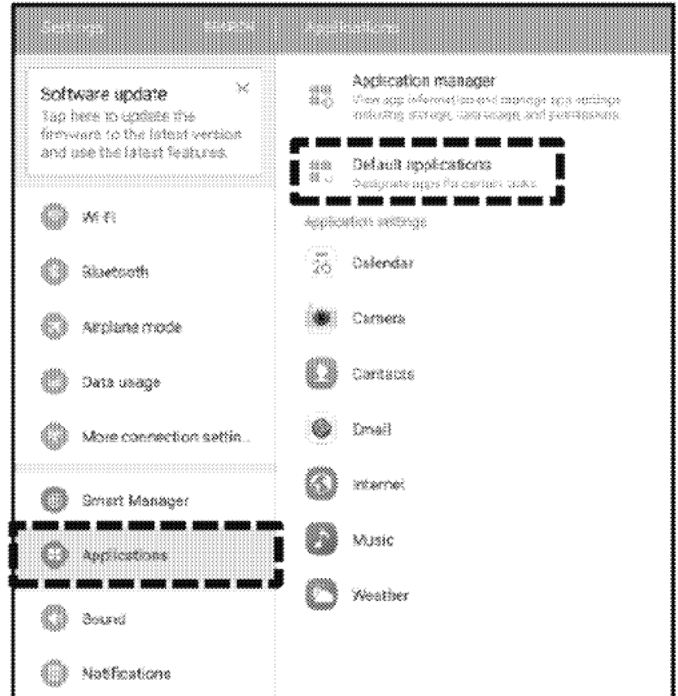 Settings
SEARCH
Applications
Software update
Tap here to update the
firmware to the latest version
and use the latest features.
Wi-Fi
Bluetooth
Airplane mode
Data usage
More connection settin..
Smart Manager
Applications
Sound
Notifications
Application manager
View app information and manage app settings
including storage, data usage, and permissions.
Default applications
Designate apps for certain tasks.
Application settings
26
Calendar
Camera
Contacts
Email
Internet
Music
Weather